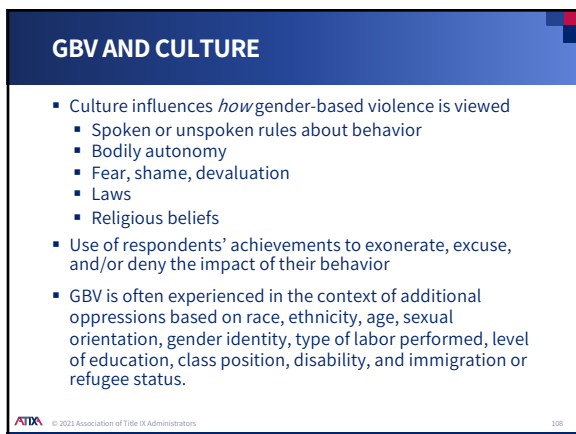 GBV AND CULTURE
▪ Culture influences how gender-based violence is viewed
▪ Spoken or unspoken rules about behavior
▪ Bodily autonomy
▪ Fear, shame, devaluation
▪ Laws
▪ Religious beliefs
▪ Use of respondents’ achievements to exonerate, excuse,
and/or deny the impact of their behavior
▪ GBV is often experienced in the context of additional
oppressions based on race, ethnicity, age, sexual
orientation, gender identity, type of labor performed, level
of education, class position, disability, and immigration or
refugee status.
ATIXA © 2021 Association of Title IX Administrators 108